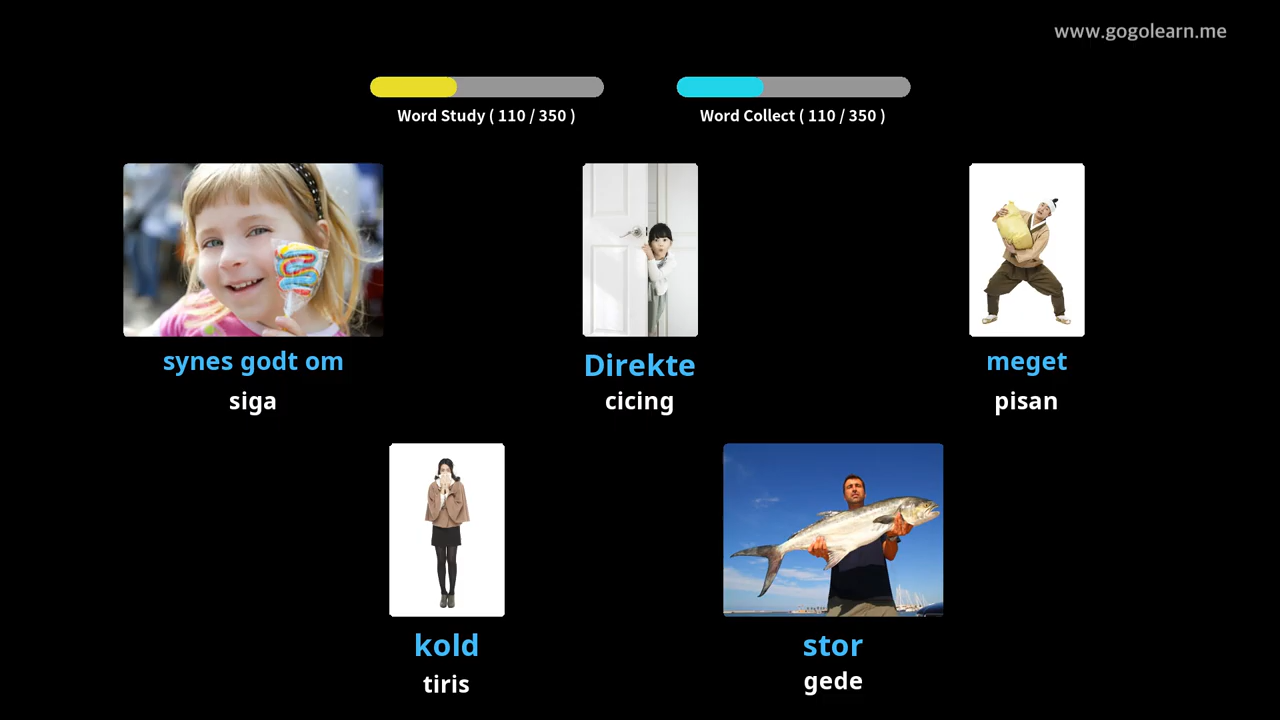 www.gogolearn.me
Word Study ( 110 / 350 )
Word Collect ( 110 / 350 )
synes godt om
siga
Direkte
cicing
meget
pisan
kold
tiris
stor
gede